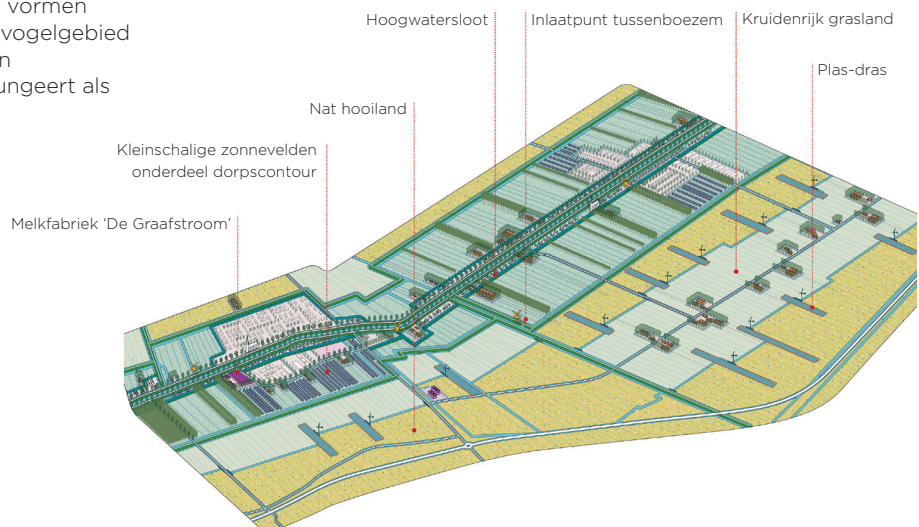 vormen
vogelgebied
n
ungeert als
Hoogwatersloot
Inlaatpunt tussenboezem
Kruidenrijk grasland
Plas-dras
Nat hooiland
Kleinschalige zonnevelden
onderdeel dorpscontour
Melkfabriek ‘De Graafstroom’